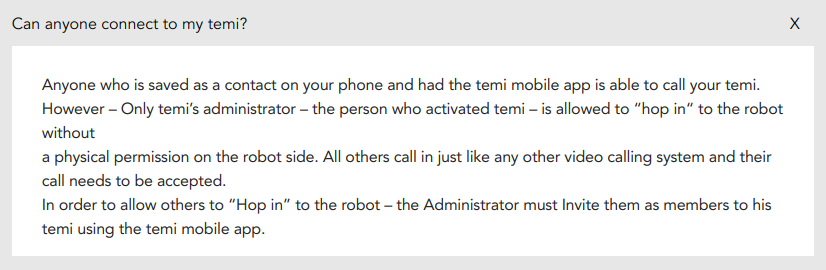 Can anyone connect to my temi?
X
Anyone who is saved as a contact on your phone and had the temi mobile app is able to call your temi.
However – Only temi’s administrator – the person who activated temi – is allowed to “hop in” to the robot
without
a physical permission on the robot side. All others call in just like any other video calling system and their
call needs to be accepted.
In order to allow others to “Hop in” to the robot – the Administrator must Invite them as members to his
temi using the temi mobile app.